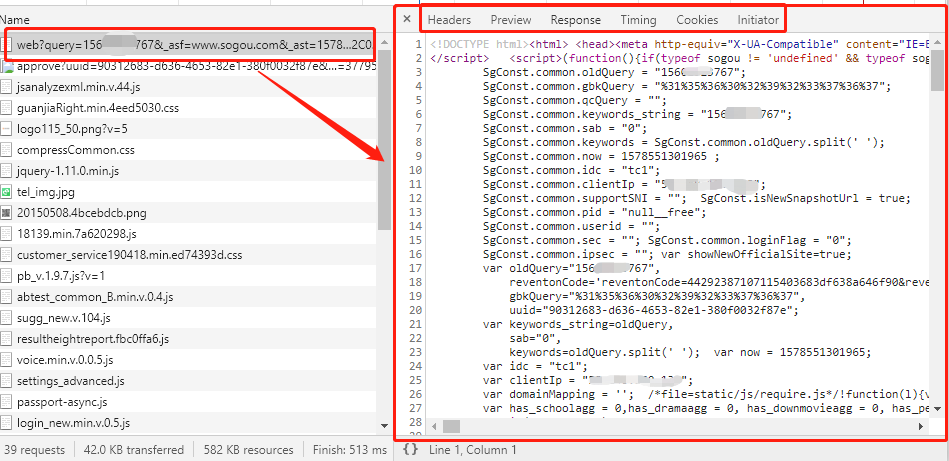 Name
web?query=156 767&_asf=www.sogou.com&_ast=1578...2C0
approve?uuid=90312683-d636-4653-82e1-380f0032f87e&...=37795
jsanalyzexml.min.v.44.js
guanjiaRight.min.4eed5030.css
logo115_50.png?v=5
compressCommon.css
jquery-1.11.0.min.js
tel_img.jpg
20150508.4bcebdcb.png
18139.min.7a620298.js
customer_service190418.min.ed74393d.css
pb_v.1.9.7.js?v=1
abtest_common_B.min.v.0.4.js
sugg_new.v.104.js
resultheightreport.fbc0ffa6.js
voice.min.v.0.0.5.js
settings_advanced.js
passport-async.js
login_new.min.v.0.5.js
39 requests 42.0 KB transferred 582 KB resources Finish: 513 ms
× Headers Preview Response Timing Cookies Initiator
1 <!DOCTYPE html><html> <head><meta http-equiv="X-UA-Compatible" content="IE=E
2 </script> <script>(function(){if(typeof sogou != 'undefined' && typeof sog
3 SgConst.common.oldQuery = "1560 767";
4 SgConst.common.gbkQuery = "%31%35%36%30%32%39%32%33%37%36%37";
5 SgConst.common.qcQuery = "";
6 SgConst.common.keywords_string = "156 767";
7 SgConst.common.sab = "0";
8 SgConst.common.keywords = SgConst.common.oldQuery.split(' ');
9 SgConst.common.now = 1578551301965 ;
10 SgConst.common.idc = "tc1";
11 SgConst.common.clientIp = " ";
12 SgConst.common.supportSNI = ""; SgConst.isNewSnapshotUrl = true;
13 SgConst.common.pid = "null__free";
14 SgConst.common.userid = "";
15 SgConst.common.sec = ""; SgConst.common.loginFlag = "0";
16 SgConst.common.ipsec = ""; var showNewOfficialSite=true;
17 var oldQuery="156 767",
18 reventonCode='reventonCode=44292387107115403683df638a646f90&reve
19 gbkQuery="%31%35%36%30%32%39%32%33%37%36%37",
20 uuid="90312683-d636-4653-82e1-380f0032f87e";
21 var keywords_string=oldQuery,
22 sab="0",
23 keywords=oldQuery.split(' '); var now = 1578551301965;
24 var idc = "tc1";
25 var clientIp = " ";
26 var domainMapping = ''; /*file=static/js/require.js*/!function(l){v
27 var has_schoolagg = 0,has_dramaagg = 0, has_downmovieagg = 0, has_pe
28
{} Line 1, Column 1